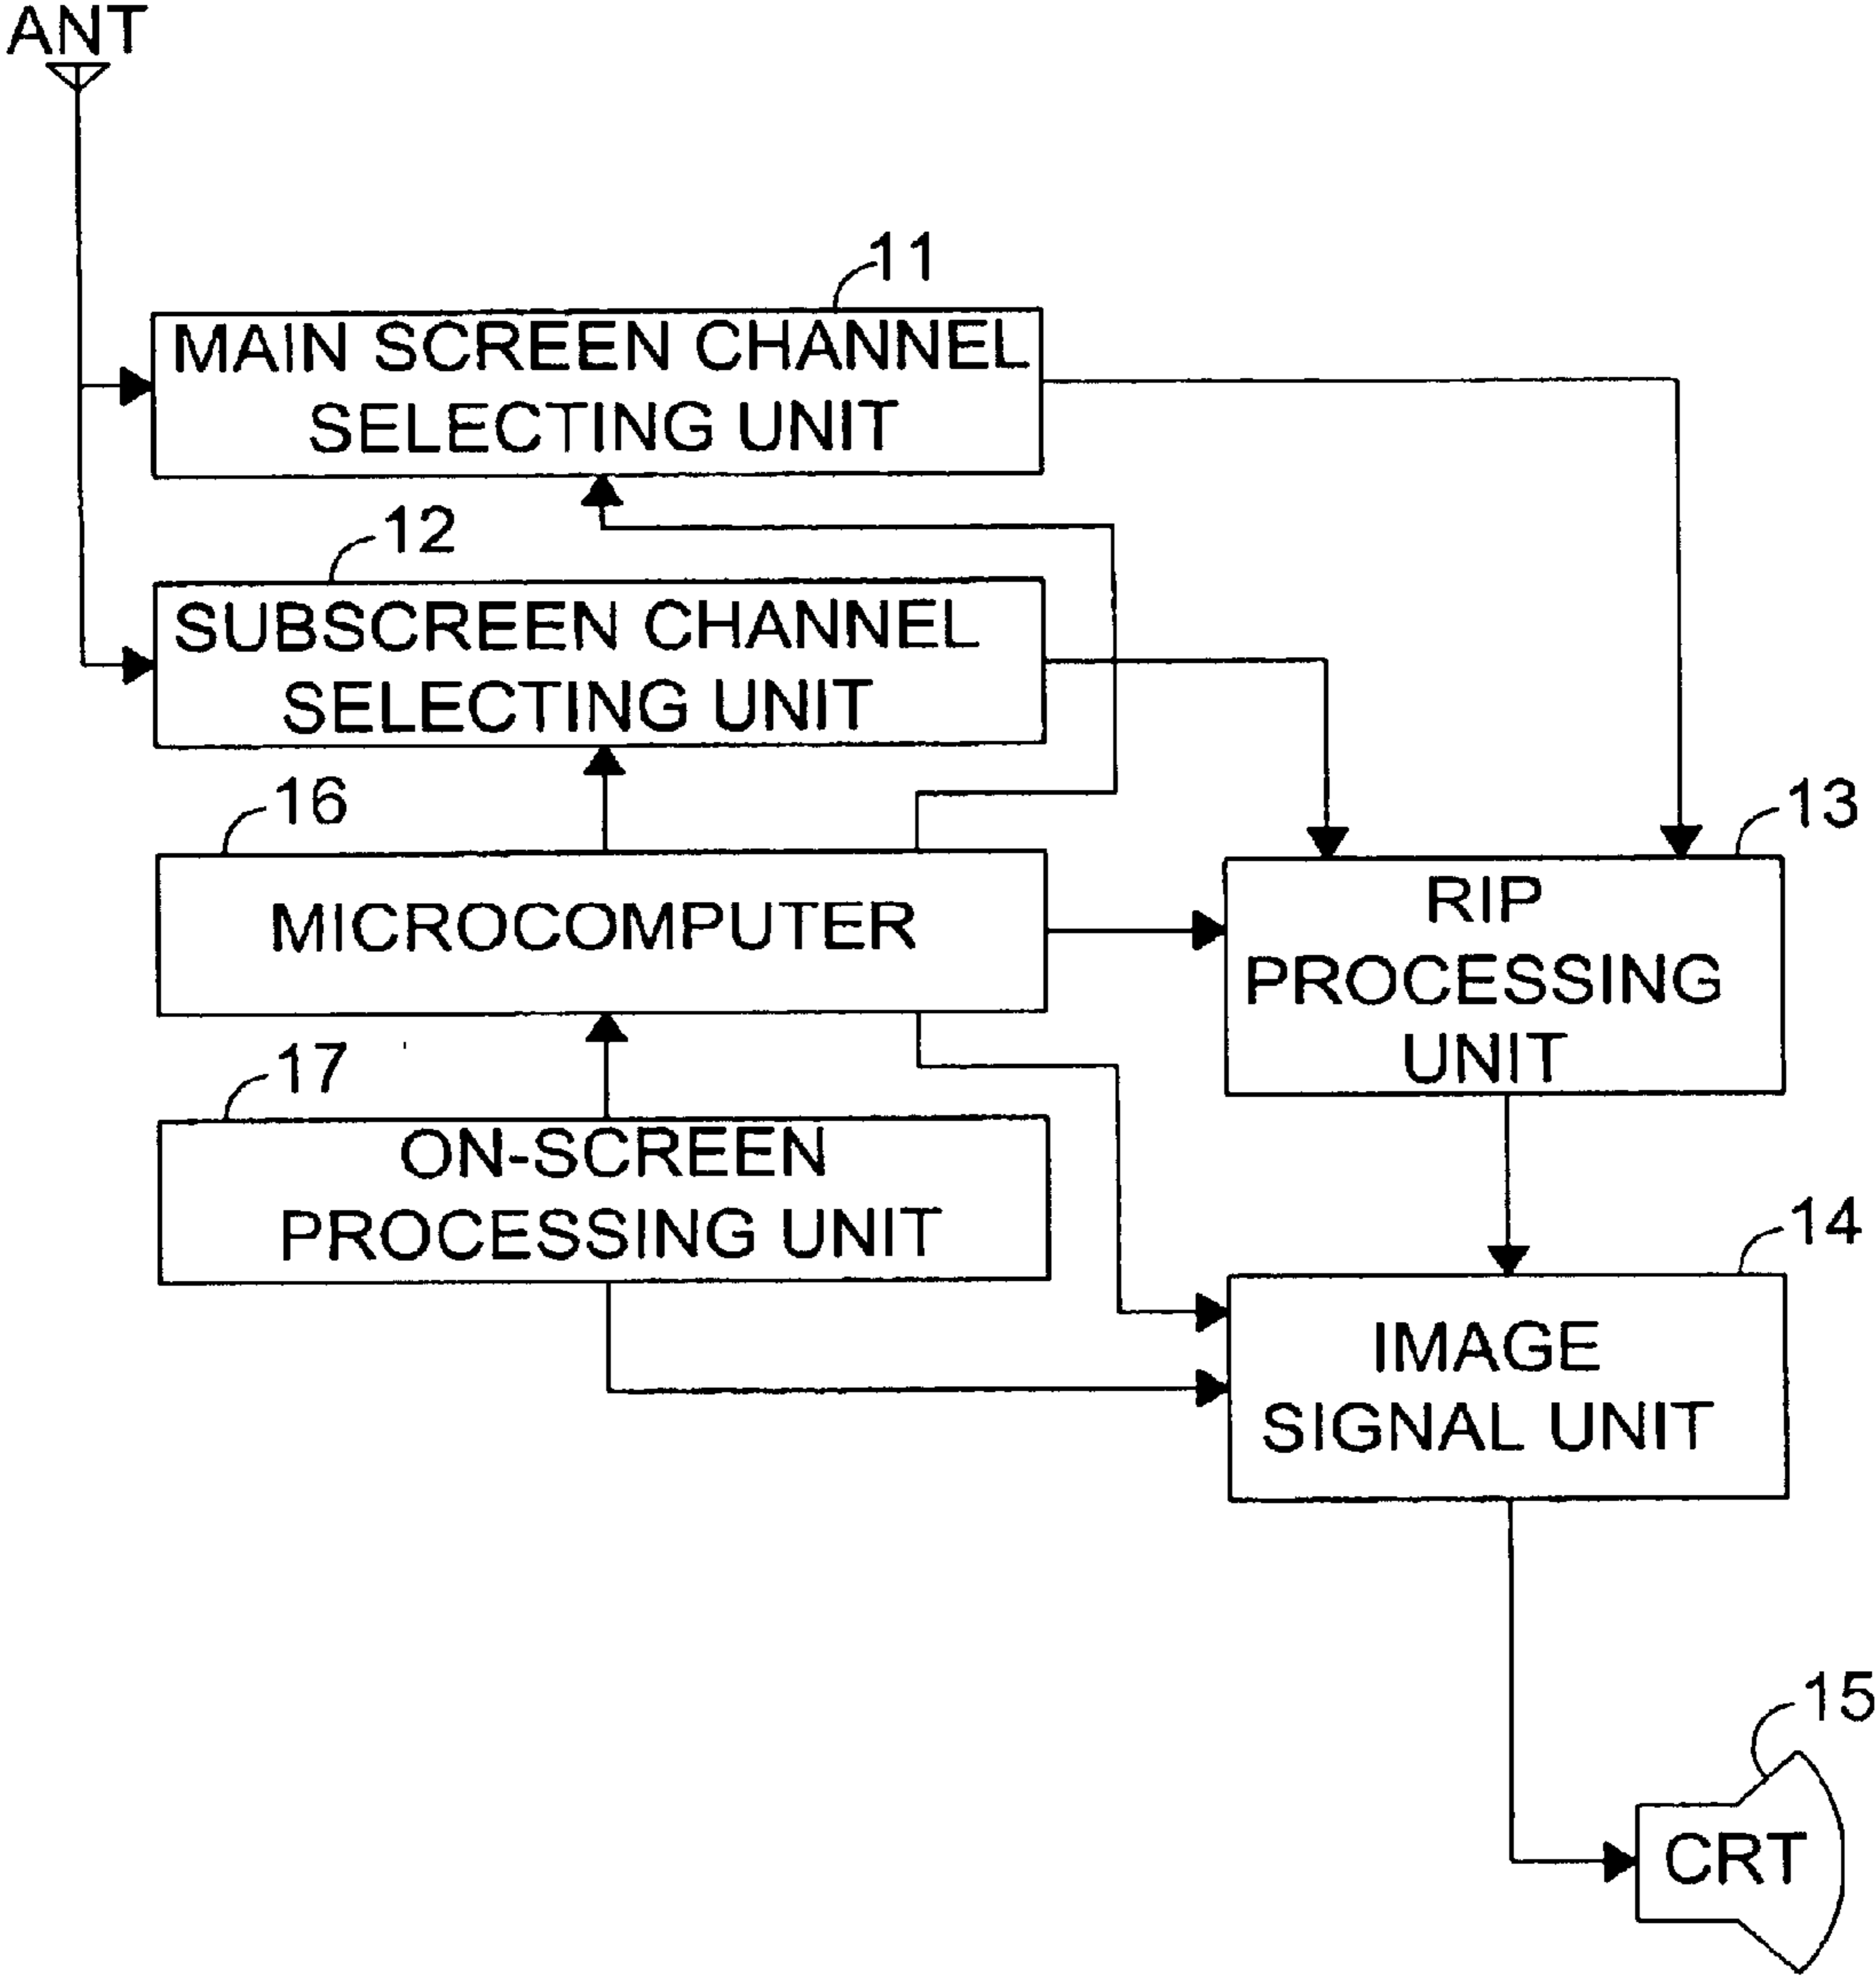 ANT
11
MAIN SCREEN CHANNEL
SELECTING UNIT
12
SUBSCREEN CHANNEL
SELECTING UNIT
16
MICROCOMPUTER
13
RIP
PROCESSING
UNIT
17
ON-SCREEN
PROCESSING UNIT
14
IMAGE
SIGNAL UNIT
15
CRT